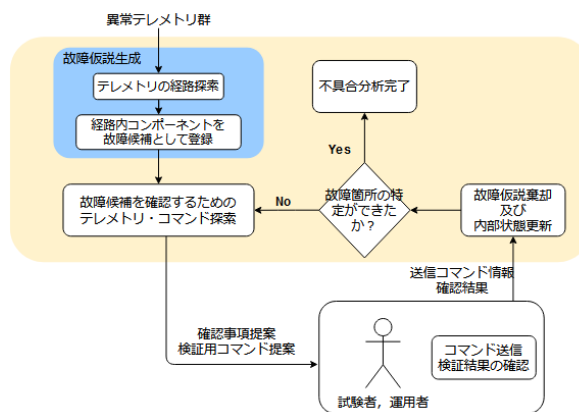 異常テレメトリ群
故障仮説生成
テレメトリの経路探索
経路内コンポーネントを
故障候補として登録
不具合分析完了
Yes
故障候補を確認するための
テレメトリ・コマンド探索
No
故障箇所の特
定ができた
か？
故障仮説棄却
及び
内部状態更新
送信コマンド情報
確認結果
確認事項提案
検証用コマンド提案
コマンド送信
検証結果の確認
試験者，運用者